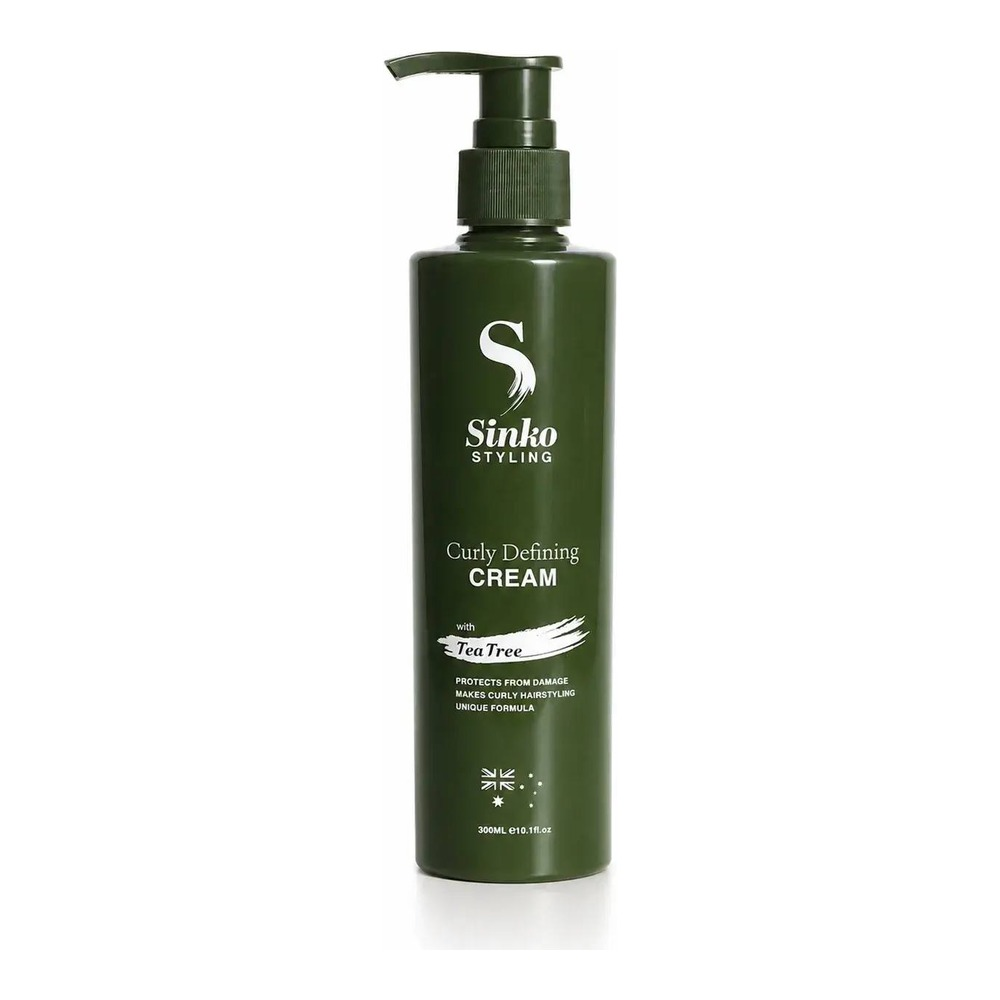 S
Sinko
STYLING
Curly Defining
CREAM
with
Tea Tree
PROTECTS FROM DAMAGE
MAKES CURLY HAIRSTYLING
UNIQUE FORMULA
300ML e10.1fl.oz